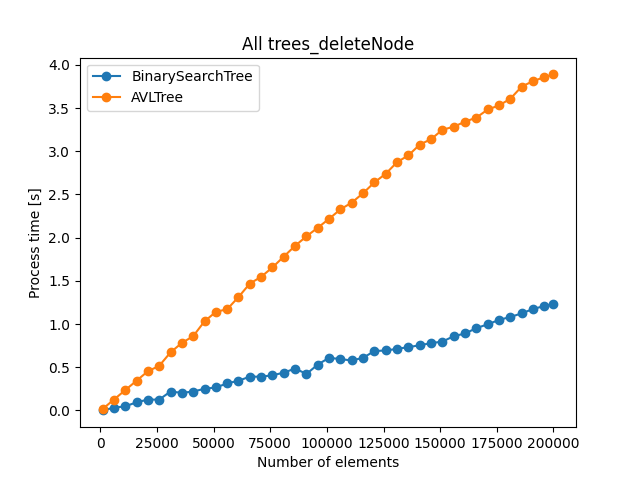 All trees_deleteNode
BinarySearchTree
AVLTree
Process time [s]
4.0
3.5
3.0
2.5
2.0
1.5
1.0
0.5
0.0
0 25000 50000 75000 100000 125000 150000 175000 200000
Number of elements